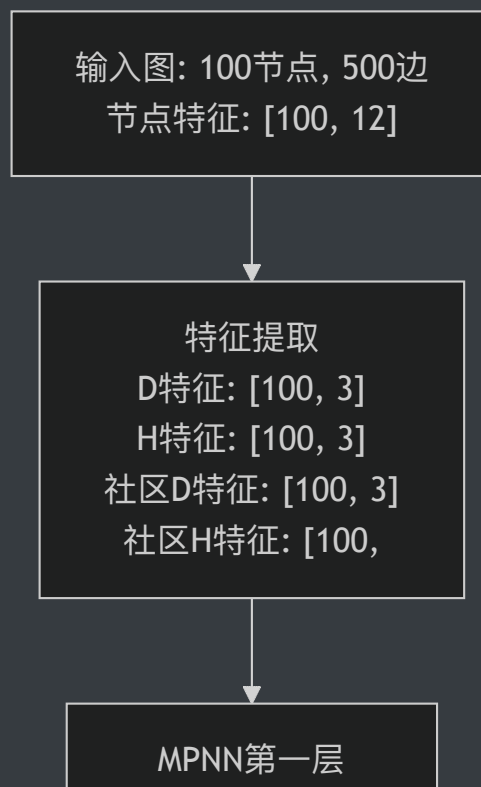 输入图: 100节点, 500边
节点特征: [100, 12]
特征提取
D特征: [100, 3]
H特征: [100, 3]
社区D特征: [100, 3]
社区H特征: [100,
MPNN第一层